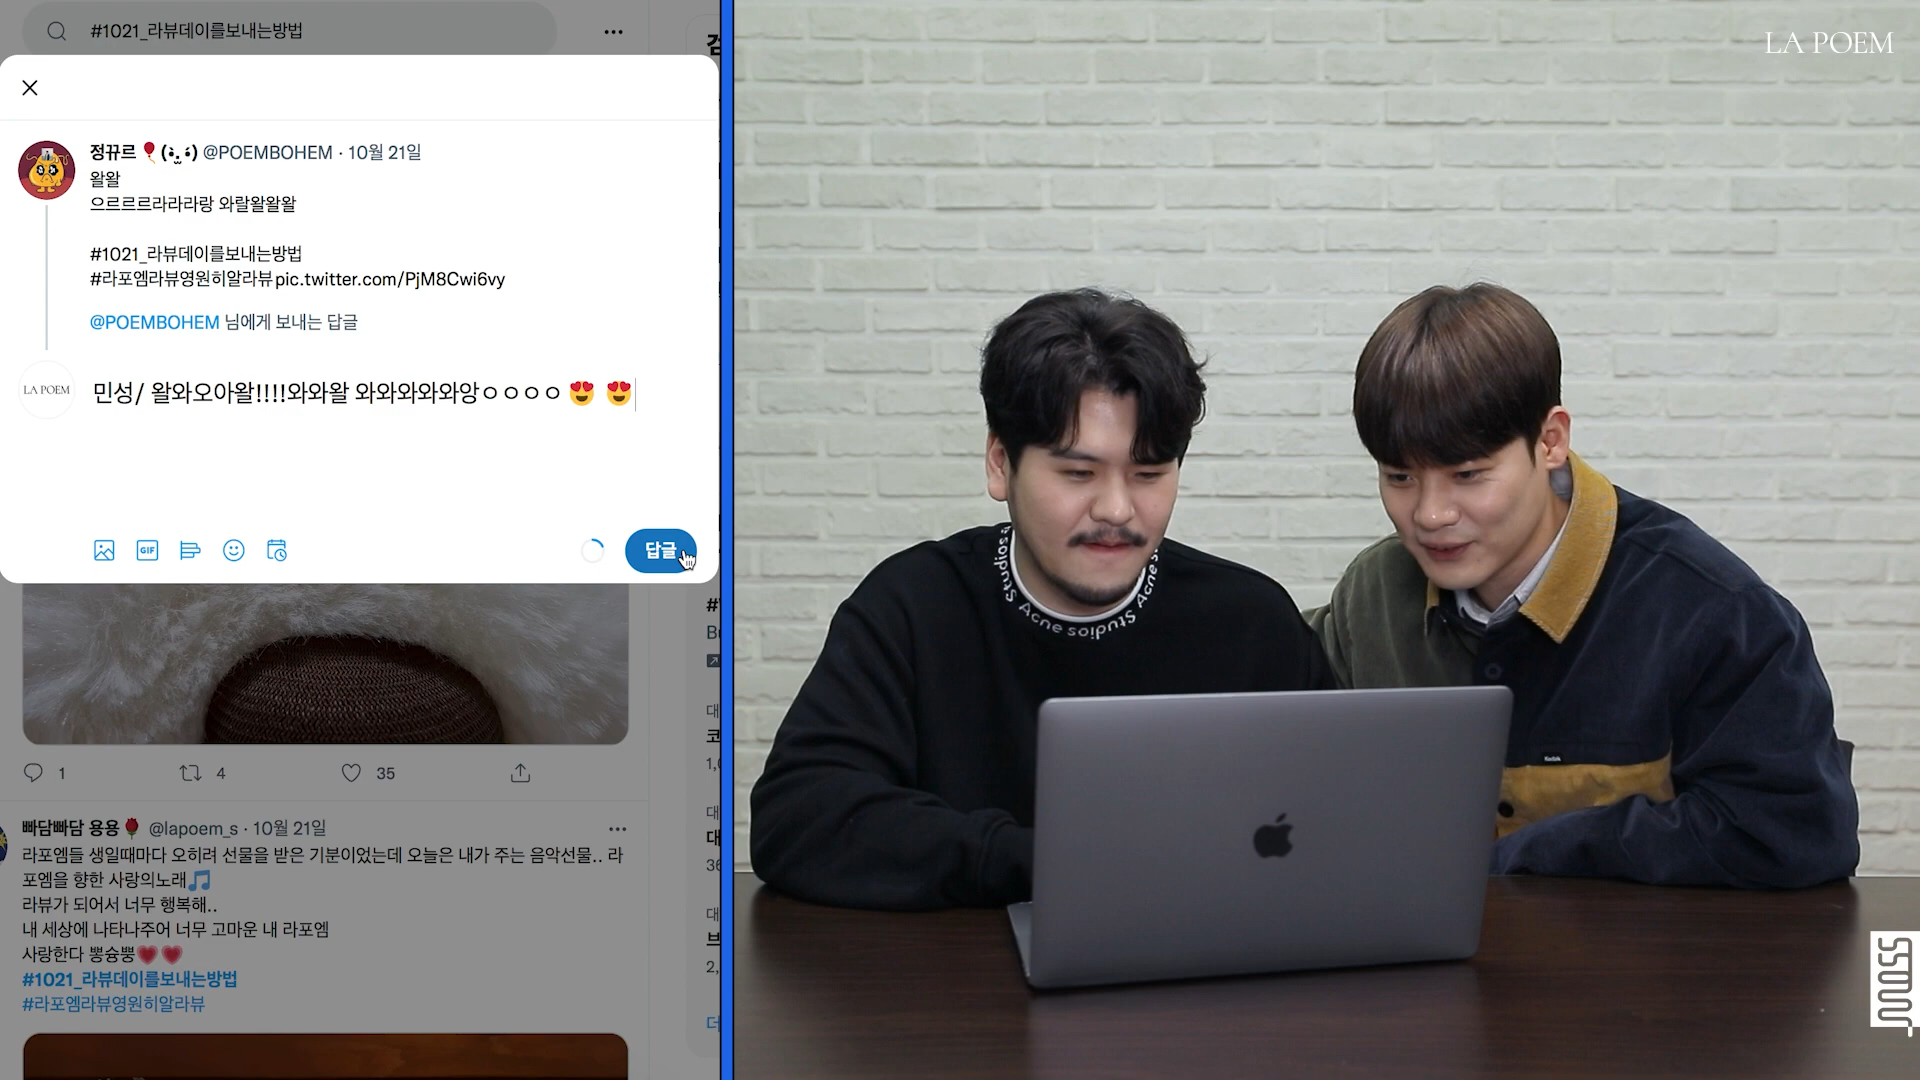 #1021_라뷰데이를보내는방법
정뀨르 @POEMBOHEM · 10월 21일
왈왈
으르르르라라라랑 와랄왈왈왈
#1021_라뷰데이를보내는방법
#라포엠라뷰영원히알라뷰 pic.twitter.com/PjM8Cwi6vy
@POEMBOHEM 님에게 보내는 답글
LA POEM
민성/ 왈와오아왈!!!!와와왈 와와와와와앙ㅇㅇㅇㅇ 😍 😍
GIF
답글
1 4 35
빠담빠담 용용🌹 @lapoem_s · 10월 21일
라포엠들 생일때마다 오히려 선물을 받은 기분이었는데 오늘은 내가 주는 음악선물.. 라
포엠을 향한 사랑의노래🎵
라뷰가 되어서 너무 행복해..
내 세상에 나타나주어 너무 고마운 내 라포엠
사랑한다 뽕슝뿡💗💗
#1021_라뷰데이를보내는방법
#라포엠라뷰영원히알라뷰
LA POEM
Acne Studios Acne Studios